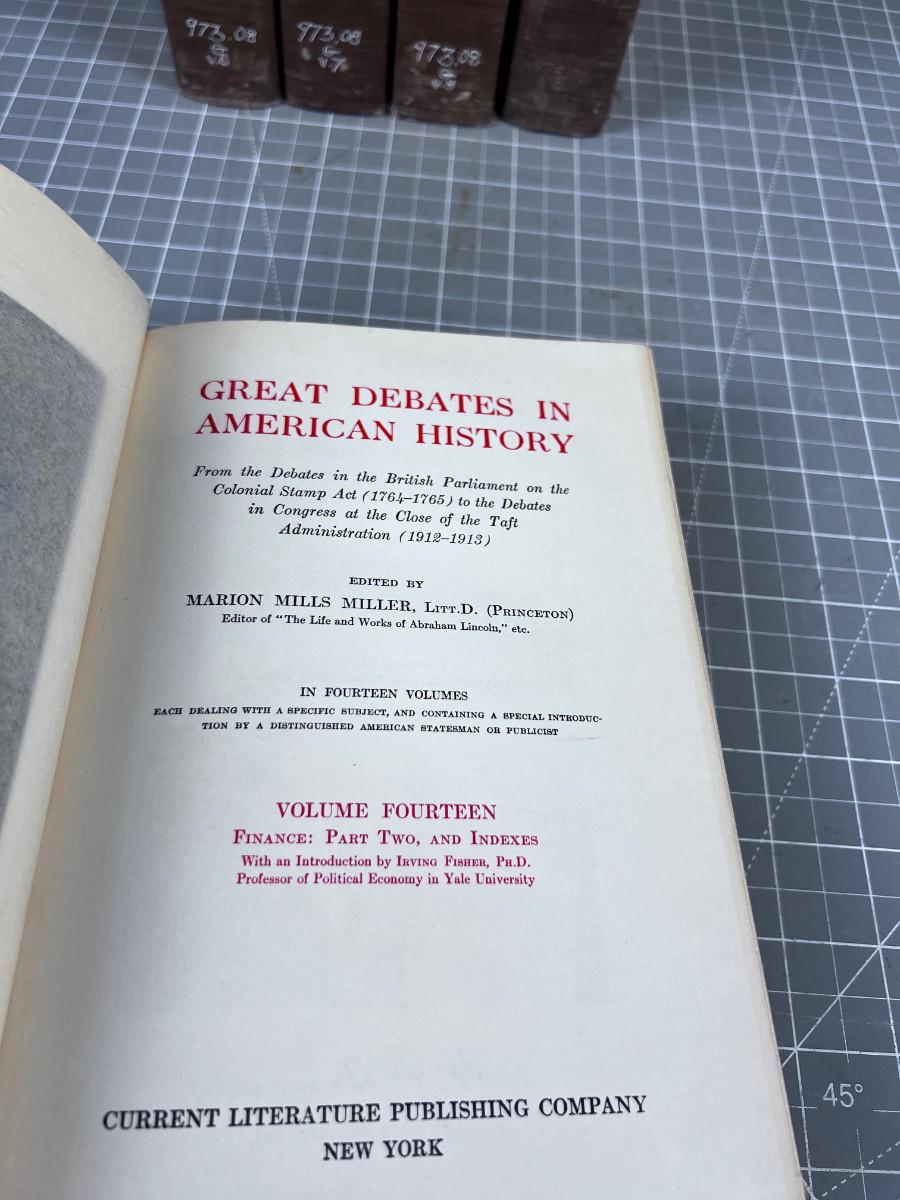 973.08
G
973.08
G
v7
973.08
G
GREAT DEBATES IN
AMERICAN HISTORY
From the Debates in the British Parliament on the
Colonial Stamp Act (1764–1765) to the Debates
in Congress at the Close of the Taft
Administration (1912–1913)
EDITED BY
MARION MILLS MILLER, LITT.D. (PRINCETON)
Editor of "The Life and Works of Abraham Lincoln," etc.
IN FOURTEEN VOLUMES
EACH DEALING WITH A SPECIFIC SUBJECT, AND CONTAINING A SPECIAL INTRODUC-
TION BY A DISTINGUISHED AMERICAN STATESMAN OR PUBLICIST
VOLUME FOURTEEN
FINANCE: PART TWO, AND INDEXES
With an Introduction by IRVING FISHER, PH.D.
Professor of Political Economy in Yale University
CURRENT LITERATURE PUBLISHING COMPANY
NEW YORK
45°